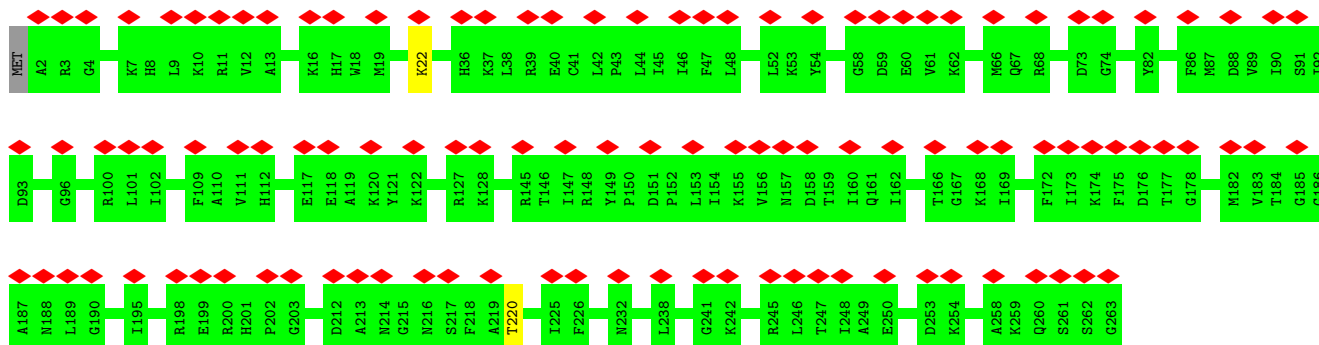 MET A2 R3 G4 K7 H8 L9 K10 R11 V12 A13 K16 H17 W18 M19 K22 H36 K37 L38 R39 E40 C41 L42 P43 L44 I45 I46 F47 L48 L52 K53 Y54 G58 D59 E60 V61 K62 M66 Q67 R68 D73 G74 Y82 F86 M87 D88 V89 I90 S91 I92
D93 G96 R100 L101 I102 F109 A110 V111 H112 E117 E118 A119 K120 Y121 K122 R127 K128 R145 T146 I147 R148 Y149 P150 D151 P152 L153 I154 K155 V156 N157 D158 T159 I160 Q161 I162 T166 G167 K168 I169 F172 I173 K174 F175 D176 T177 G178 M182 V183 T184 G185 G186
A187 N188 L189 G190 I195 R198 E199 R200 H201 P202 G203 D212 A213 N214 G215 N216 S217 F218 A219 T220 I225 F226 N232 L238 G241 K242 R245 L246 T247 I248 A249 E250 D253 K254 A258 K259 Q260 S261 S262 G263